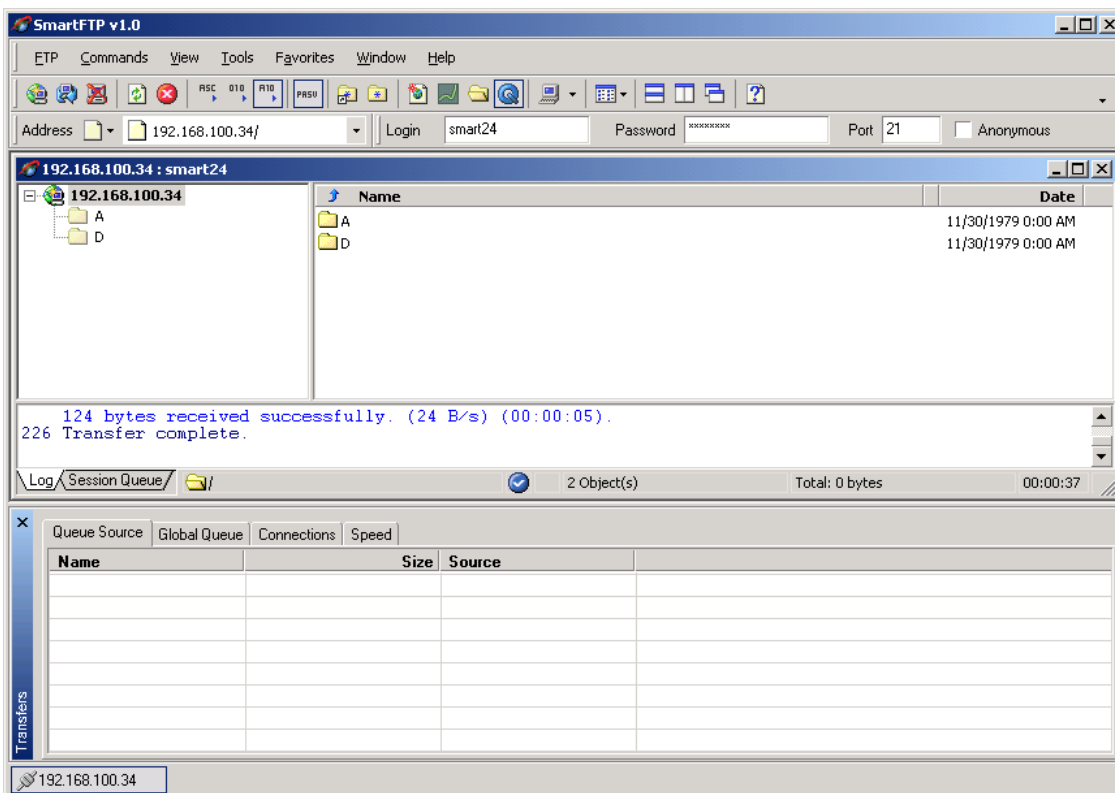 SmartFTP v1.0
FTP Commands View Tools Favorites Window Help
ASC 010 A10 PASV
Address 192.168.100.34/ Login smart24 Password ******** Port 21 Anonymous
192.168.100.34 : smart24
192.168.100.34 Name Date
A A 11/30/1979 0:00 AM
D D 11/30/1979 0:00 AM
124 bytes received successfully. (24 B/s) (00:00:05).
226 Transfer complete.
Log Session Queue / 2 Object(s) Total: 0 bytes 00:00:37
Queue Source Global Queue Connections Speed
Name Size Source
Transfers
192.168.100.34